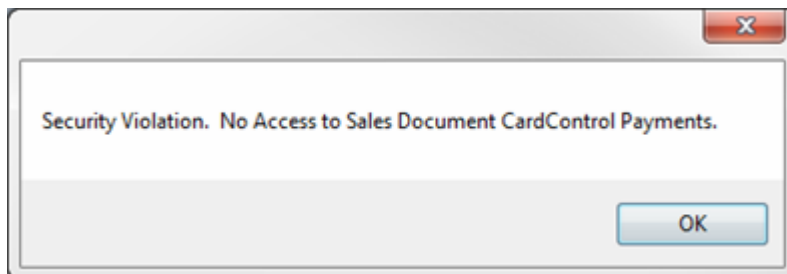 Security Violation.  No Access to Sales Document CardControl Payments.
OK